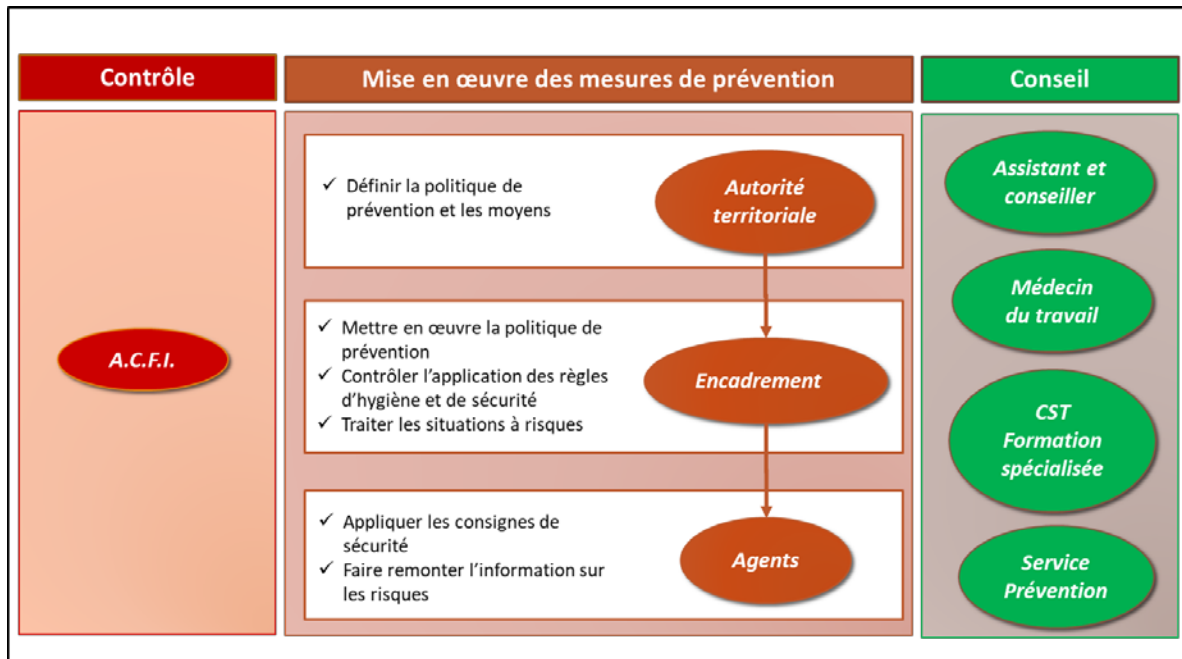 Contrôle
A.C.F.I.
Mise en œuvre des mesures de prévention
✓ Définir la politique de
prévention et les moyens
Autorité
territoriale
✓ Mettre en œuvre la politique de
prévention
✓ Contrôler l’application des règles
d’hygiène et de sécurité
✓ Traiter les situations à risques
Encadrement
✓ Appliquer les consignes de
sécurité
✓ Faire remonter l’information sur
les risques
Agents
Conseil
Assistant et
conseiller
Médecin
du travail
CST
Formation
spécialisée
Service
Prévention